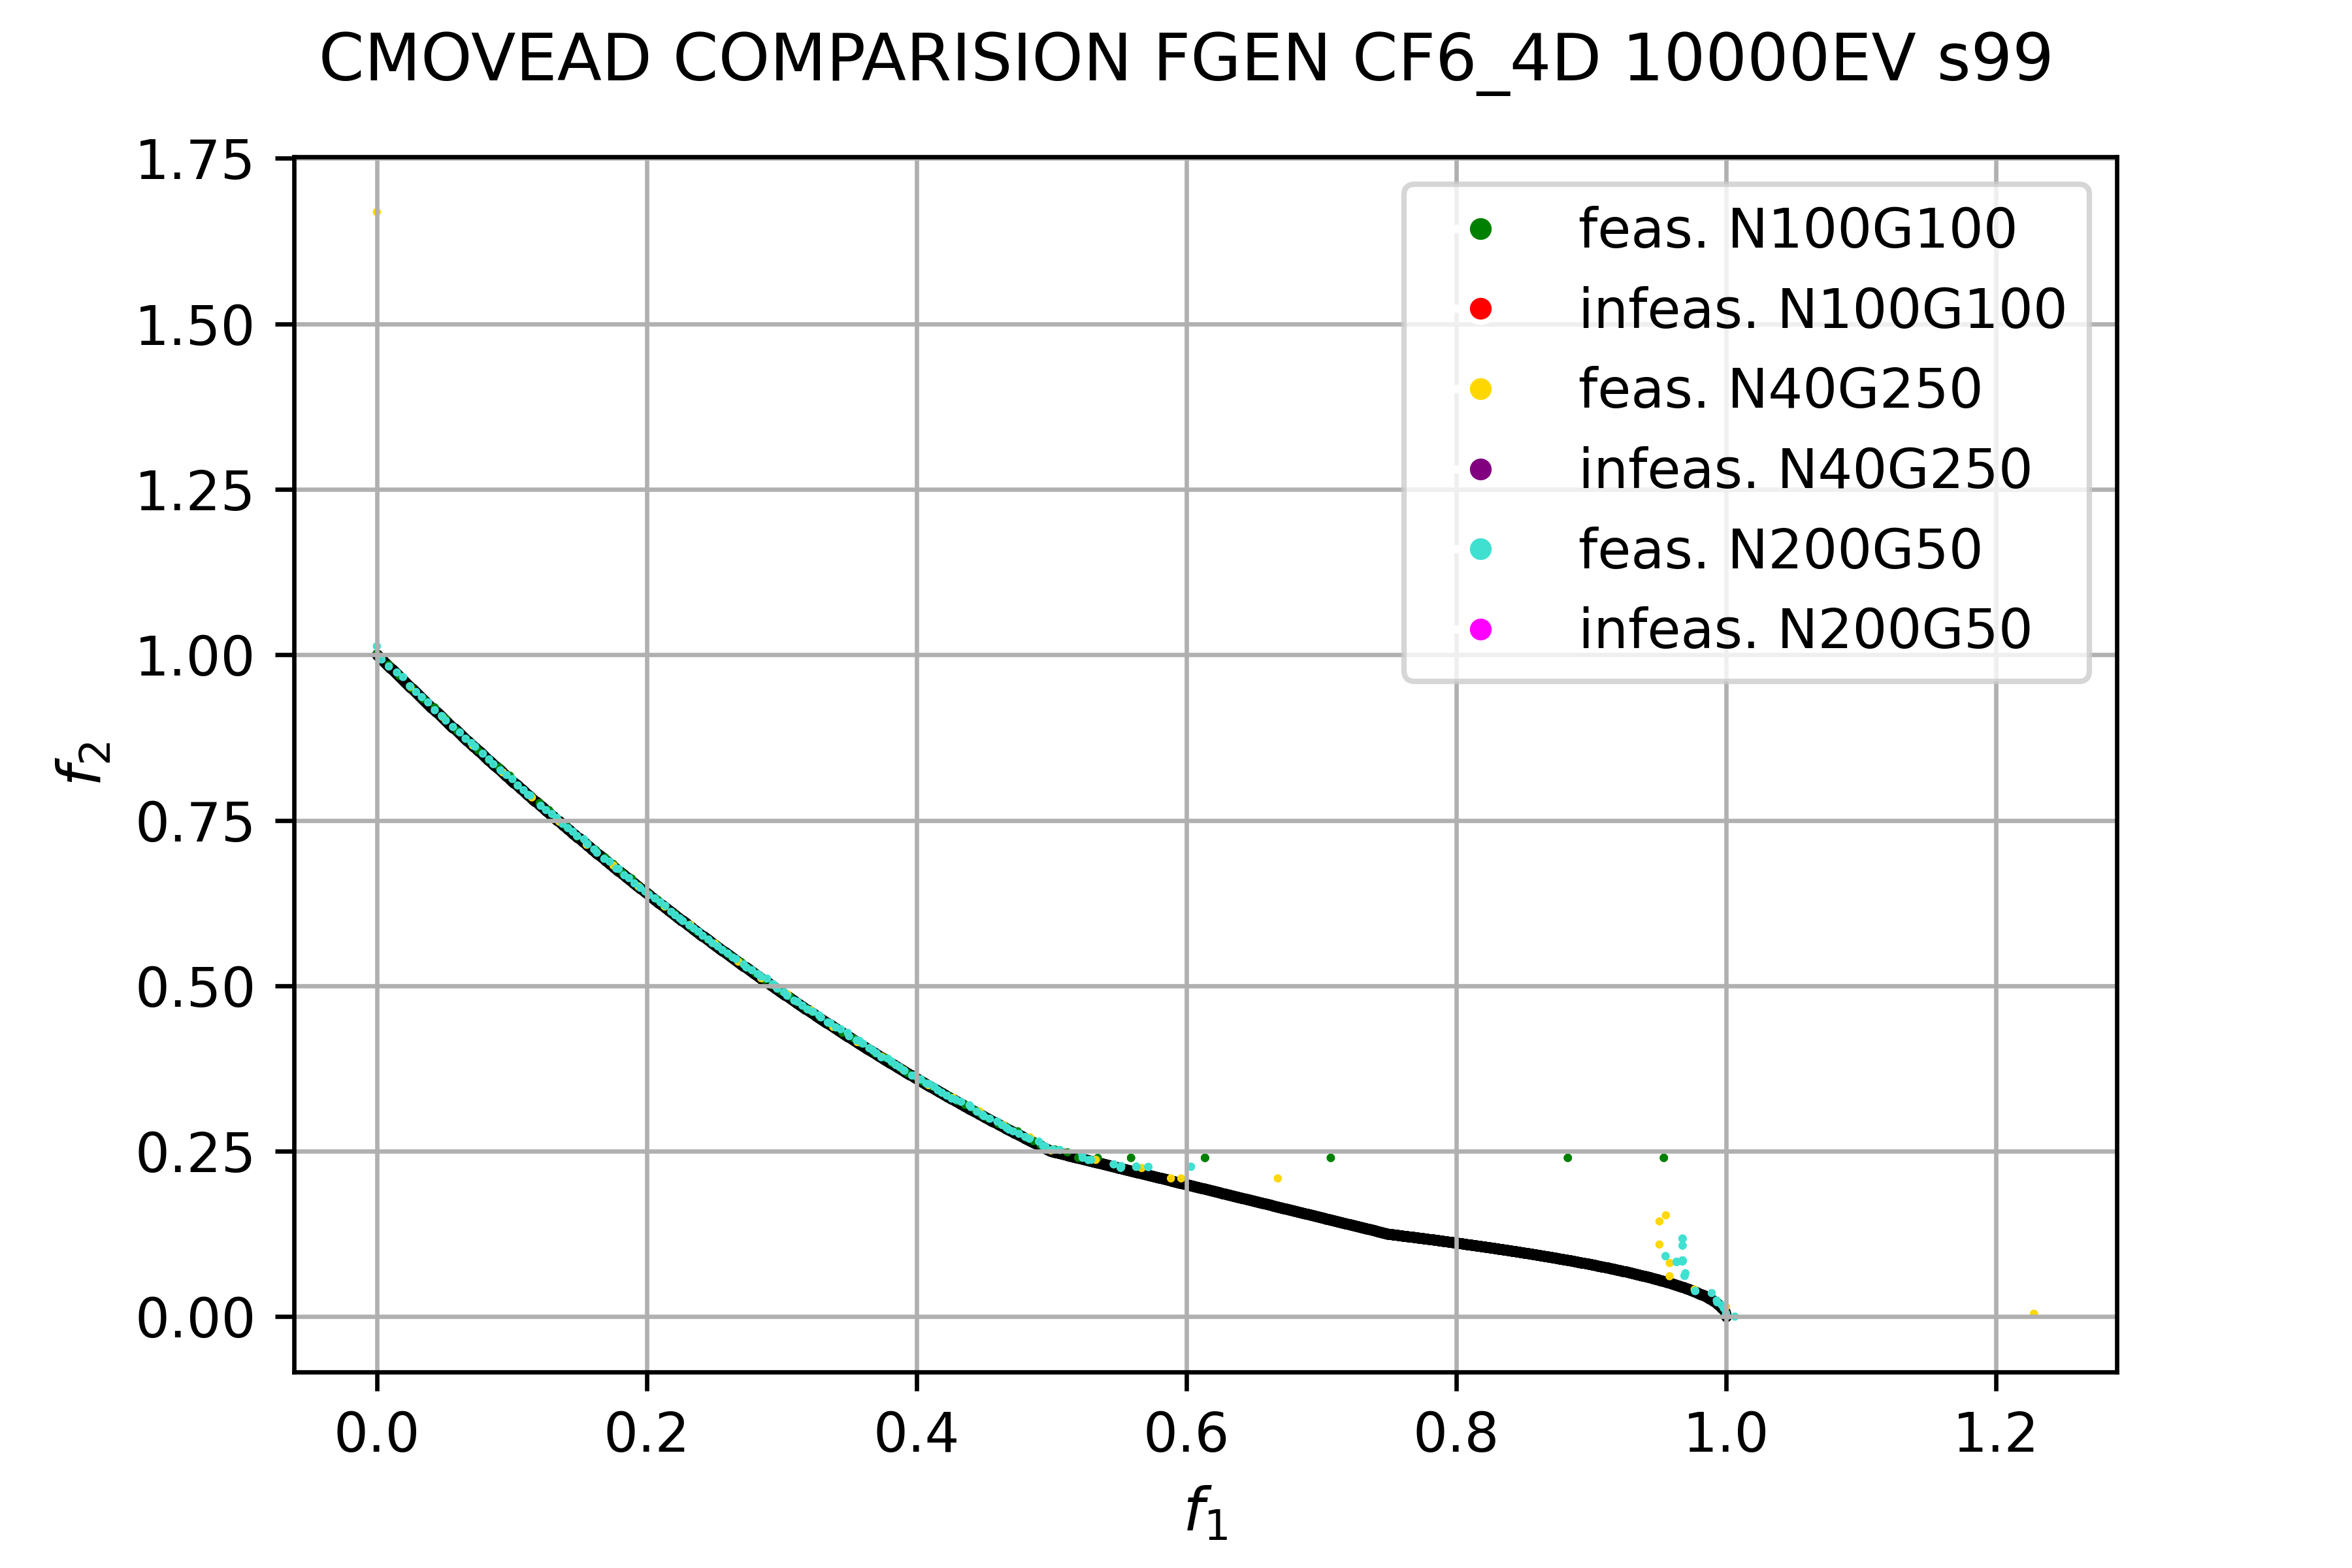 CMOVEAD COMPARISION FGEN CF6_4D 10000EV s99
1.75
1.50
1.25
1.00
0.75
0.50
0.25
0.00
f2
feas. N100G100
infeas. N100G100
feas. N40G250
infeas. N40G250
feas. N200G50
infeas. N200G50
0.0 0.2 0.4 0.6 0.8 1.0 1.2
f1